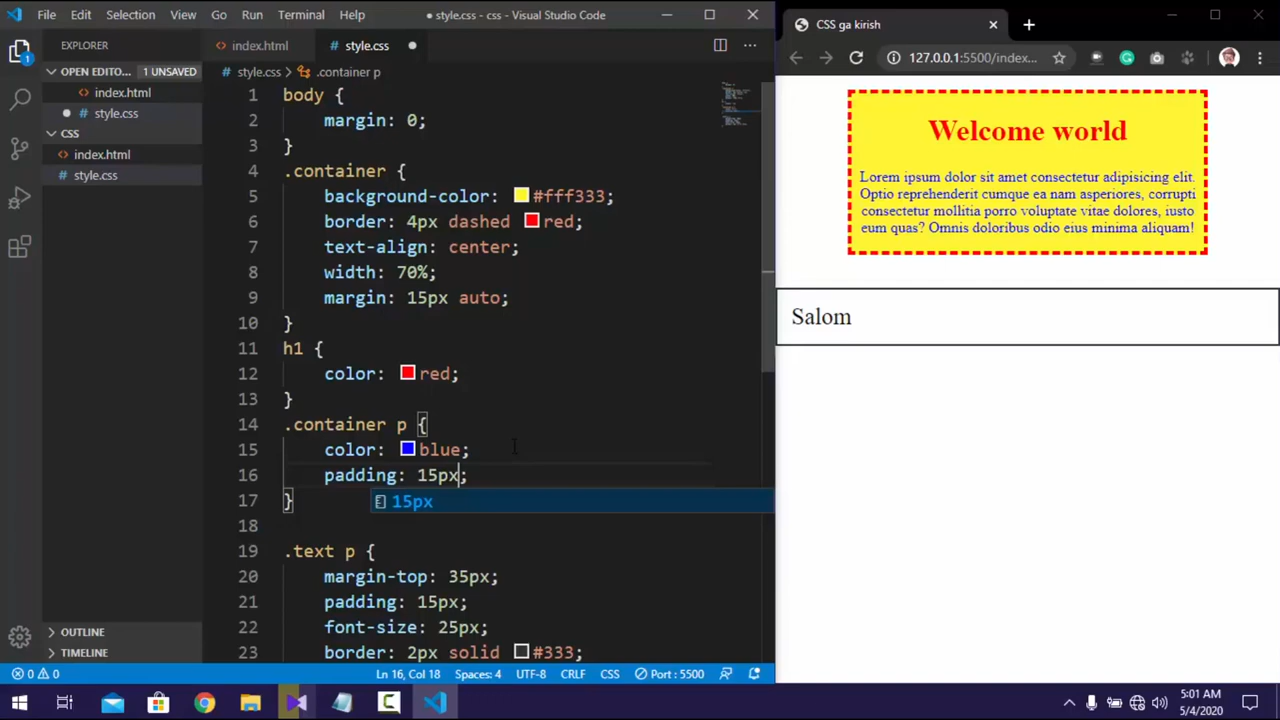 File Edit Selection View Go Run Terminal Help
● style.css - css - Visual Studio Code
EXPLORER
OPEN EDITO... 1 UNSAVED
index.html
style.css
CSS
index.html
style.css
OUTLINE
TIMELINE
index.html
style.css
style.css > .container p
1 body {
2 margin: 0;
3 }
4 .container {
5 background-color: #fff333;
6 border: 4px dashed red;
7 text-align: center;
8 width: 70%;
9 margin: 15px auto;
10 }
11 h1 {
12 color: red;
13 }
14 .container p {
15 color: blue;
16 padding: 15px;
17 }
15px
18
19 .text p {
20 margin-top: 35px;
21 padding: 15px;
22 font-size: 25px;
23 border: 2px solid #333;
0 0 Ln 16, Col 18 Spaces: 4 UTF-8 CRLF CSS Port : 5500
CSS ga kirish
127.0.0.1:5500/index...
Welcome world
Lorem ipsum dolor sit amet consectetur adipisicing elit.
Optio reprehenderit cumque ea nam asperiores, corrupti
consectetur mollitia porro voluptate vitae dolores, iusto
eum quas? Omnis doloribus odio eius minima aliquam!
Salom
5:01 AM
5/4/2020